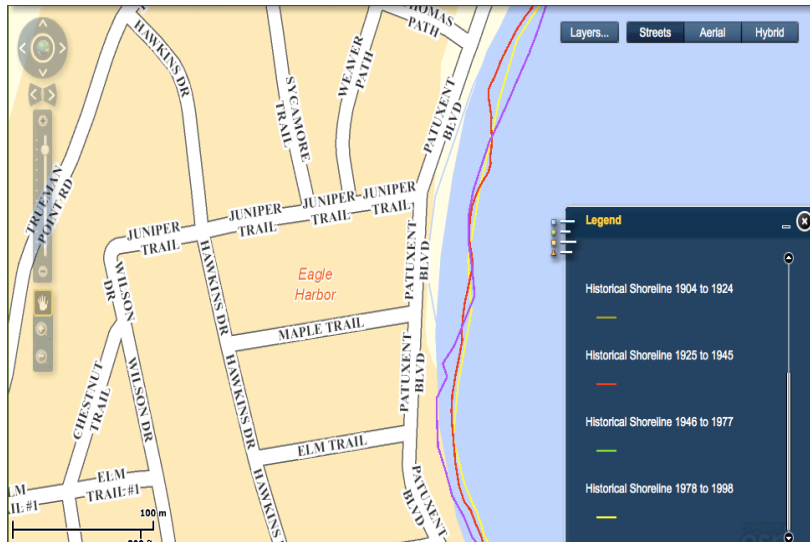 THOMAS
PATH
Layers...
Streets
Aerial
Hybrid
HAWKINS DR
WEAVER
PATH
SYCAMORE
TRAIL
PATUXENT
BLVD
TRUEMAN
POINT RD
JUNIPER
TRAIL
JUNIPER
TRAIL
JUNIPER
TRAIL
JUNIPER
TRAIL
Legend
WILSON
DR
HAWKINS DR
Eagle
Harbor
PATUXENT
BLVD
Historical Shoreline 1904 to 1924
MAPLE TRAIL
Historical Shoreline 1925 to 1945
CHESTNUT
TRAIL
WILSON DR
HAWKINS DR
PATUXENT
BLVD
Historical Shoreline 1946 to 1977
ELM TRAIL
ELM
TRAIL #1
HAWKINS
PATUXENT
BLVD
Historical Shoreline 1978 to 1998
100 m